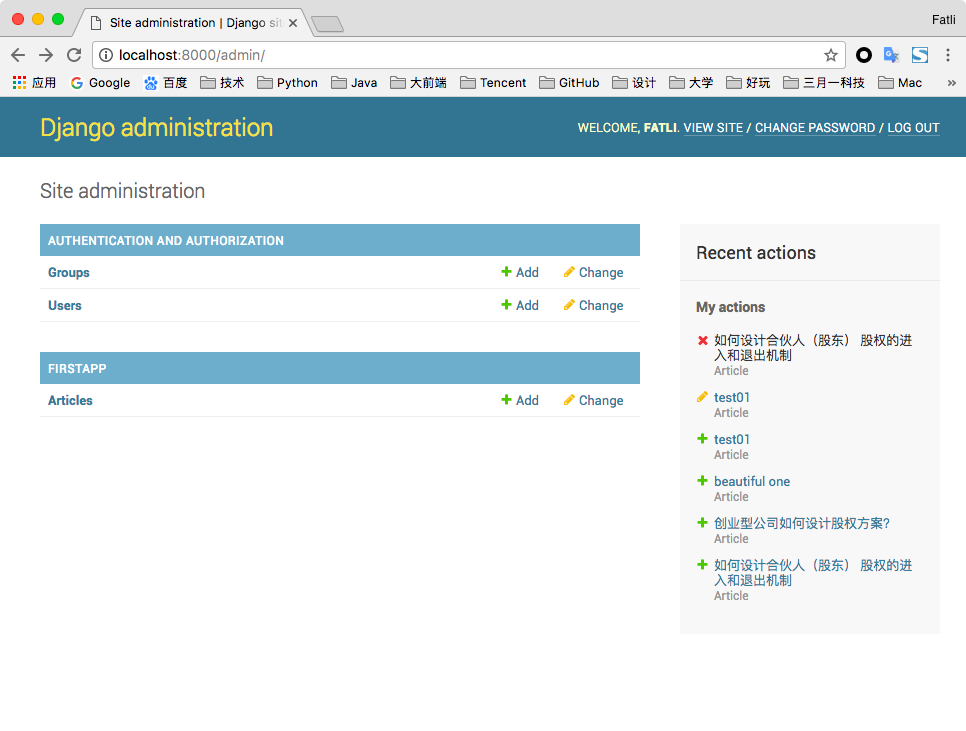 Site administration | Django sit
Fatli
localhost:8000/admin/
应用 Google 百度 技术 Python Java 大前端 Tencent GitHub 设计 大学 好玩 三月一科技 Mac »
Django administration
WELCOME, FATLI. VIEW SITE / CHANGE PASSWORD / LOG OUT
Site administration
AUTHENTICATION AND AUTHORIZATION
Groups Add Change
Users Add Change
FIRSTAPP
Articles Add Change
Recent actions
My actions
如何设计合伙人（股东） 股权的进
入和退出机制
Article
test01
Article
test01
Article
beautiful one
Article
创业型公司如何设计股权方案?
Article
如何设计合伙人（股东） 股权的进
入和退出机制
Article